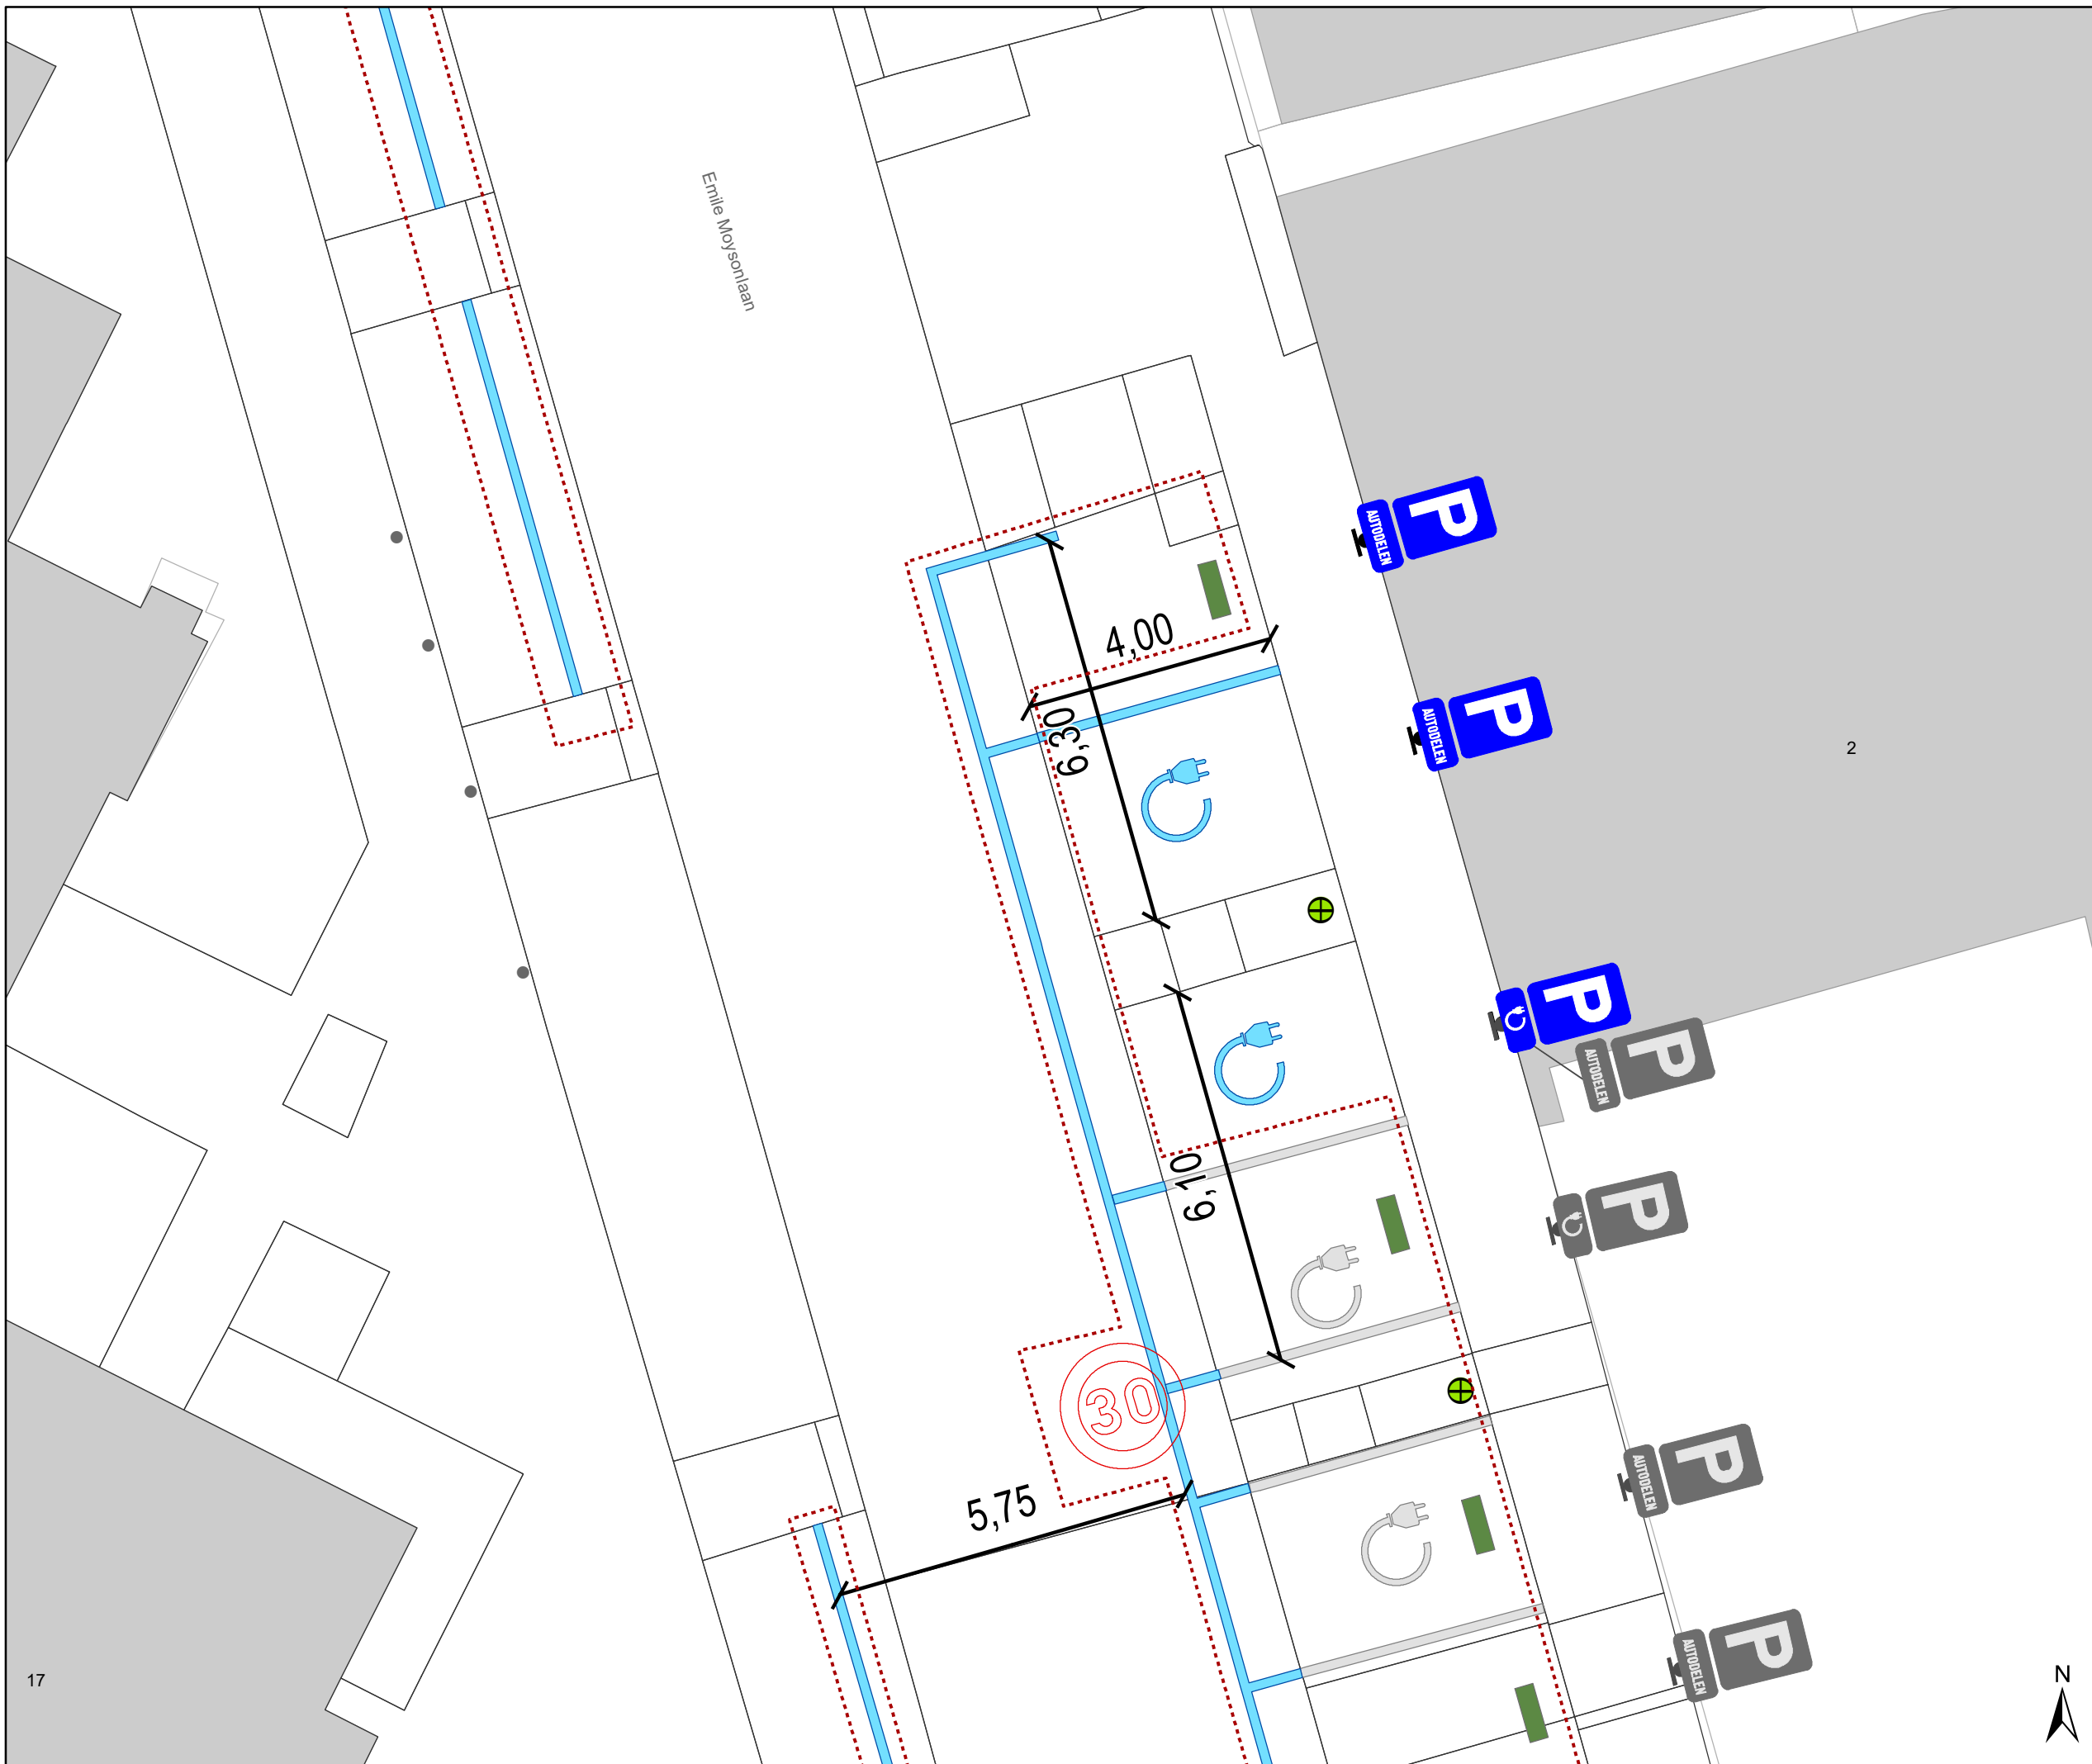 Emile Moysonlaan
P
AUTODELEN
4,00
P
AUTODELEN
6,30
2
P
P
AUTODELEN
6,10
P
30
P
AUTODELEN
5,75
P
AUTODELEN
17
N